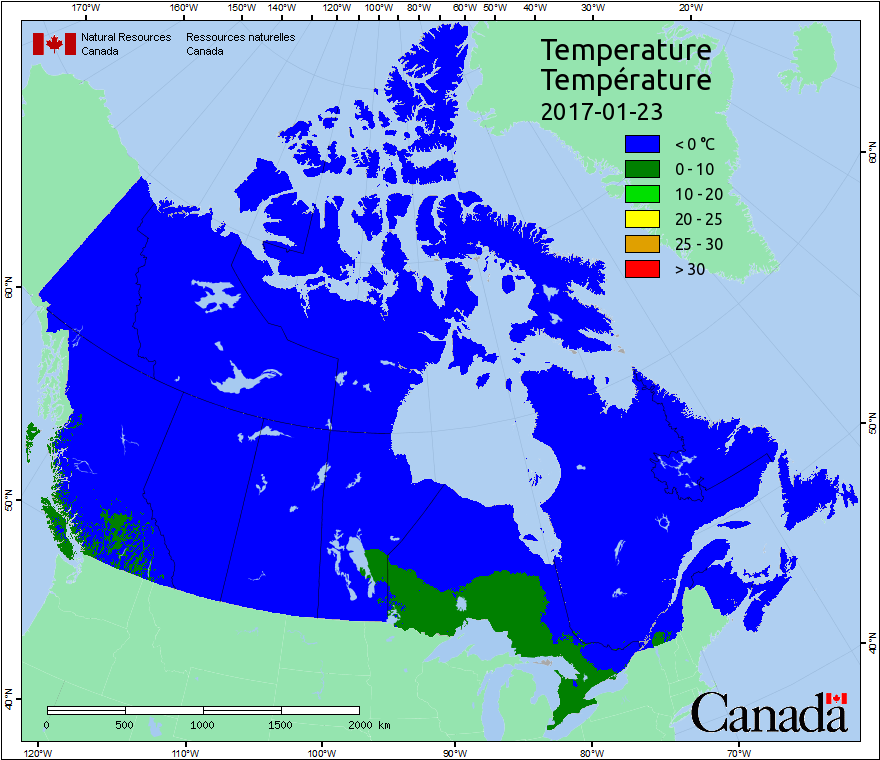 170°W 160°W 150°W 140°W 130°W 120°W 110°W 100°W 90°W 80°W 60°W 50°W 40°W 30°W 20°W
Natural Resources Ressources naturelles
Canada Canada
Temperature
Température
2017-01-23
< 0 °C
0 - 10
10 - 20
20 - 25
25 - 30
> 30
60°N
60°N
50°N
50°N
40°N
40°N
0 500 1000 1500 2000 km
Canada
120°W 110°W 100°W 90°W 80°W 70°W